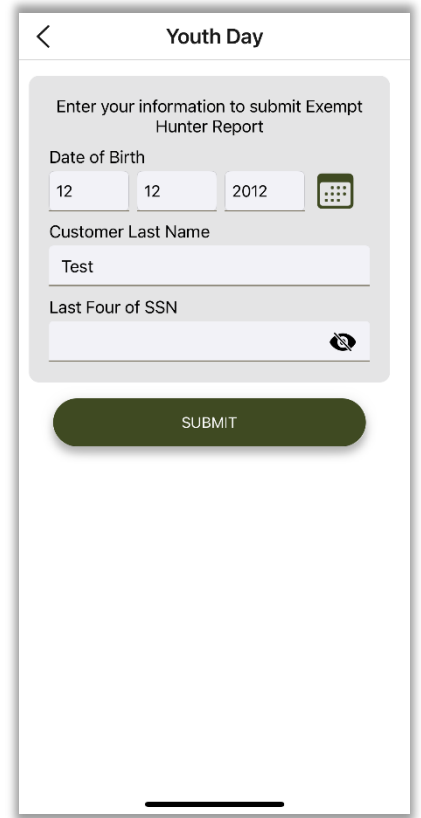 Youth Day
Enter your information to submit Exempt
Hunter Report
Date of Birth
12 12 2012
Customer Last Name
Test
Last Four of SSN
SUBMIT